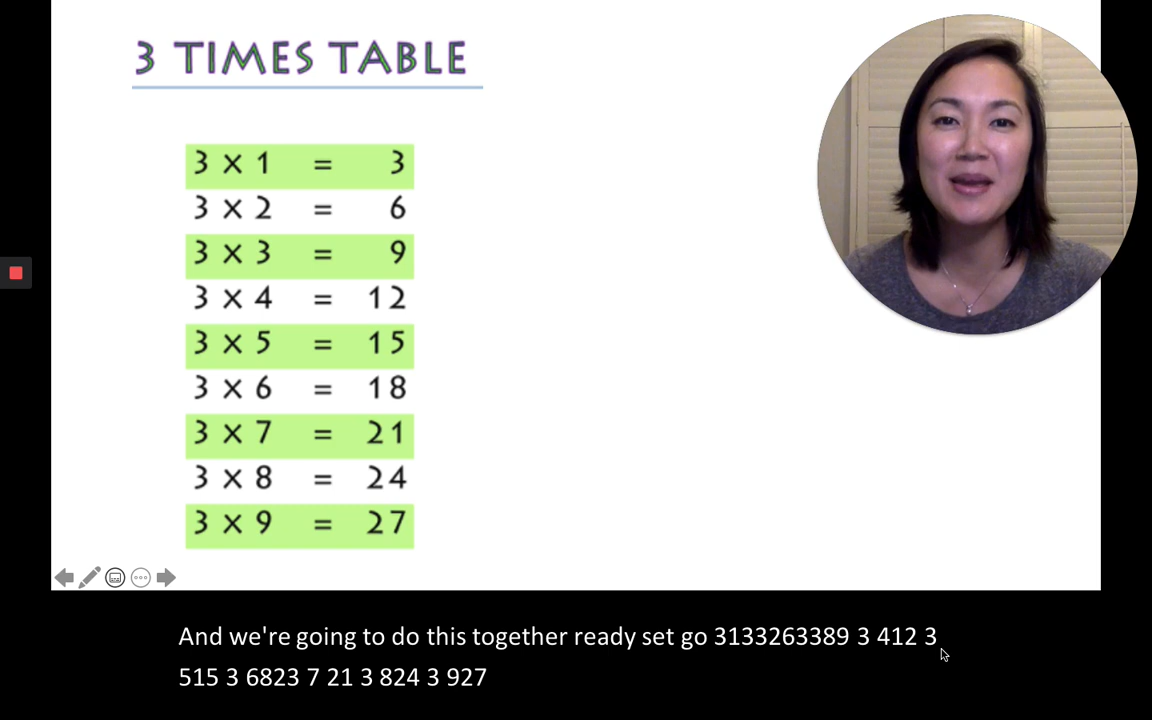 3 TIMES TABLE
3 × 1 = 3
3 × 2 = 6
3 × 3 = 9
3 × 4 = 12
3 × 5 = 15
3 × 6 = 18
3 × 7 = 21
3 × 8 = 24
3 × 9 = 27
And we're going to do this together ready set go 3133263389 3 412 3
515 3 6823 7 21 3 824 3 927